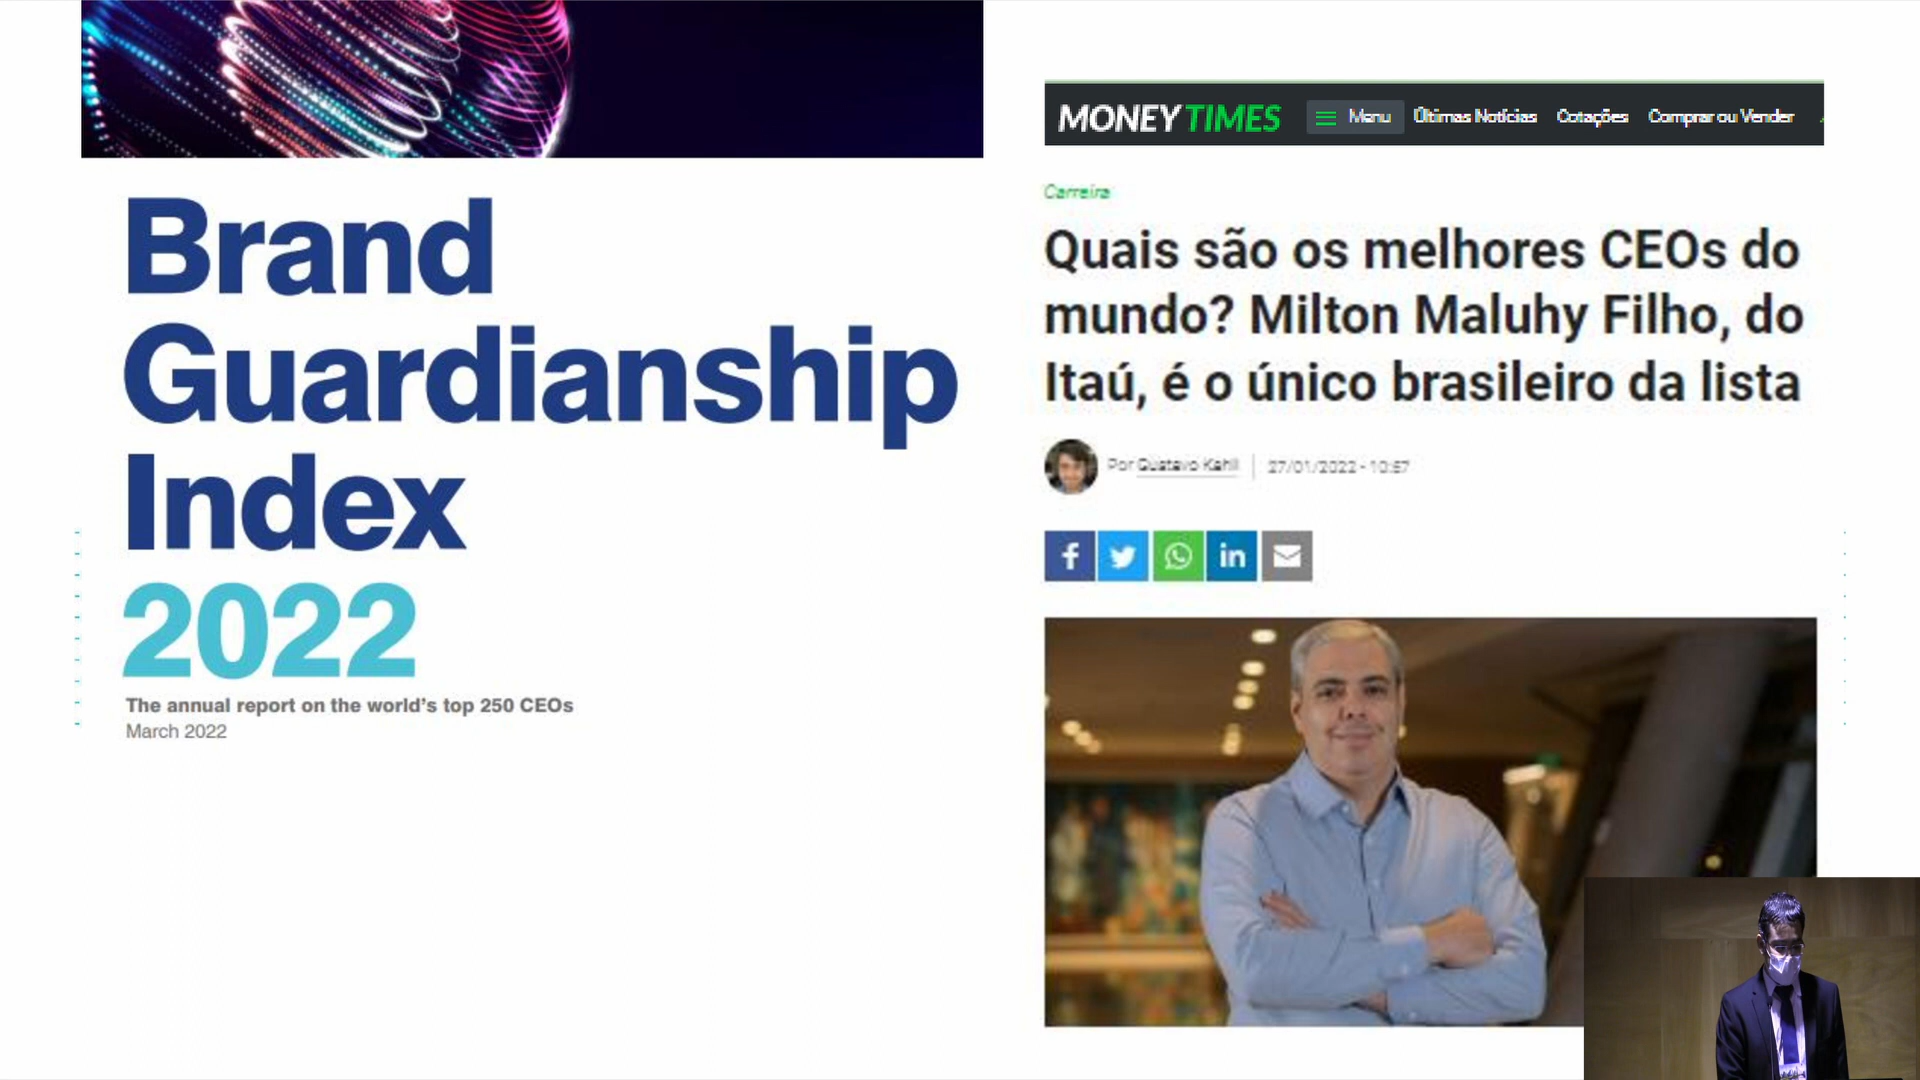 Brand
Guardianship
Index
2022
The annual report on the world's top 250 CEOs
March 2022
MONEY TIMES
Menu
Últimas Notícias
Cotações
Comprar ou Vender
Carreira
Quais são os melhores CEOs do
mundo? Milton Maluhy Filho, do
Itaú, é o único brasileiro da lista
Por Gustavo Kahil
27/01/2022 - 10:57